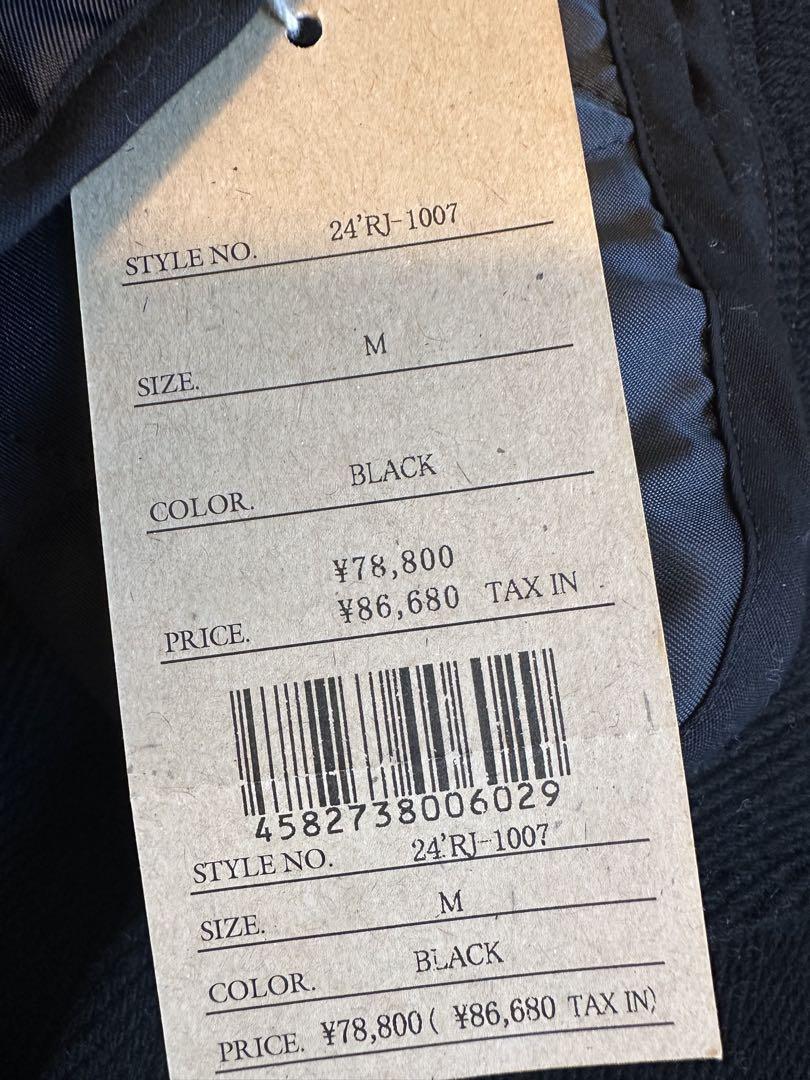 STYLE NO. 24'RJ-1007
SIZE. M
COLOR. BLACK
¥78,800
PRICE. ¥86,680 TAX IN
4582738006029
STYLE NO. 24'RJ-1007
SIZE. M
COLOR. BLACK
PRICE. ¥78,800 ( ¥86,680 TAX IN)